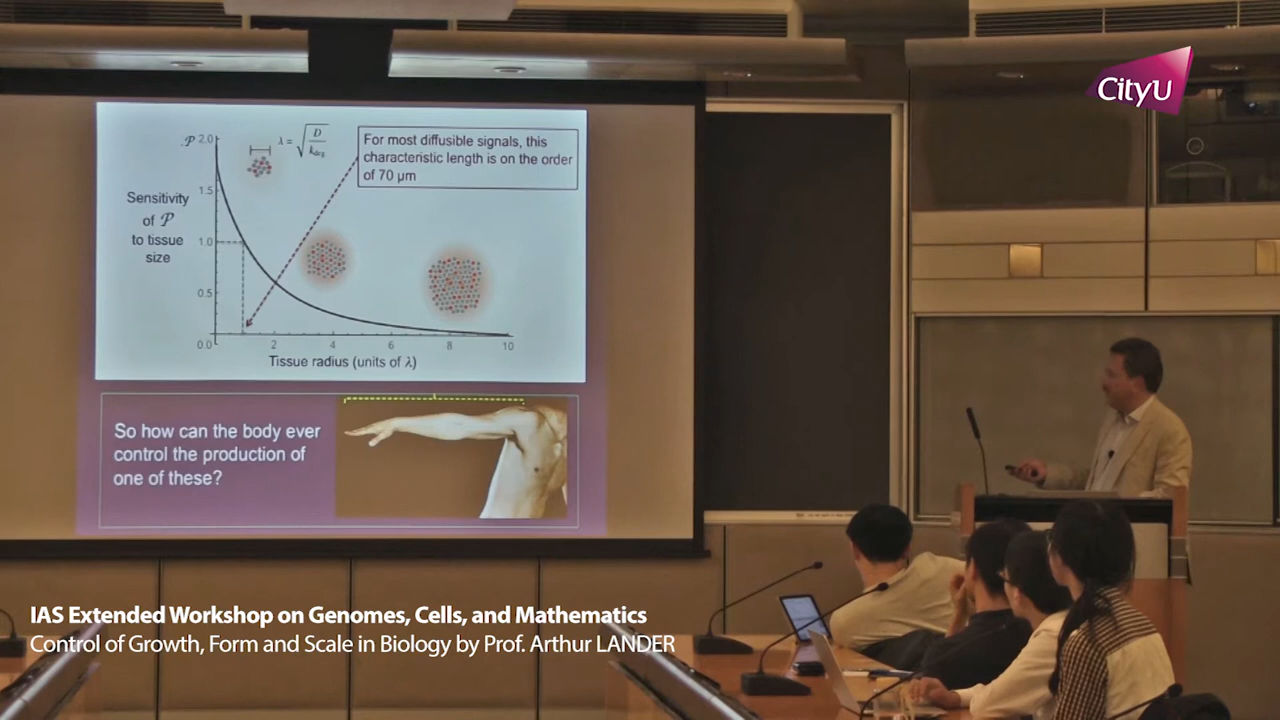 CityU
𝒫 2.0
λ = √(D / k_deg)
For most diffusible signals, this
characteristic length is on the order
of 70 μm
1.5
Sensitivity
of 𝒫
to tissue
size
1.0
0.5
0.0
2
4
6
8
10
Tissue radius (units of λ)
So how can the body ever
control the production of
one of these?
IAS Extended Workshop on Genomes, Cells, and Mathematics
Control of Growth, Form and Scale in Biology by Prof. Arthur LANDER